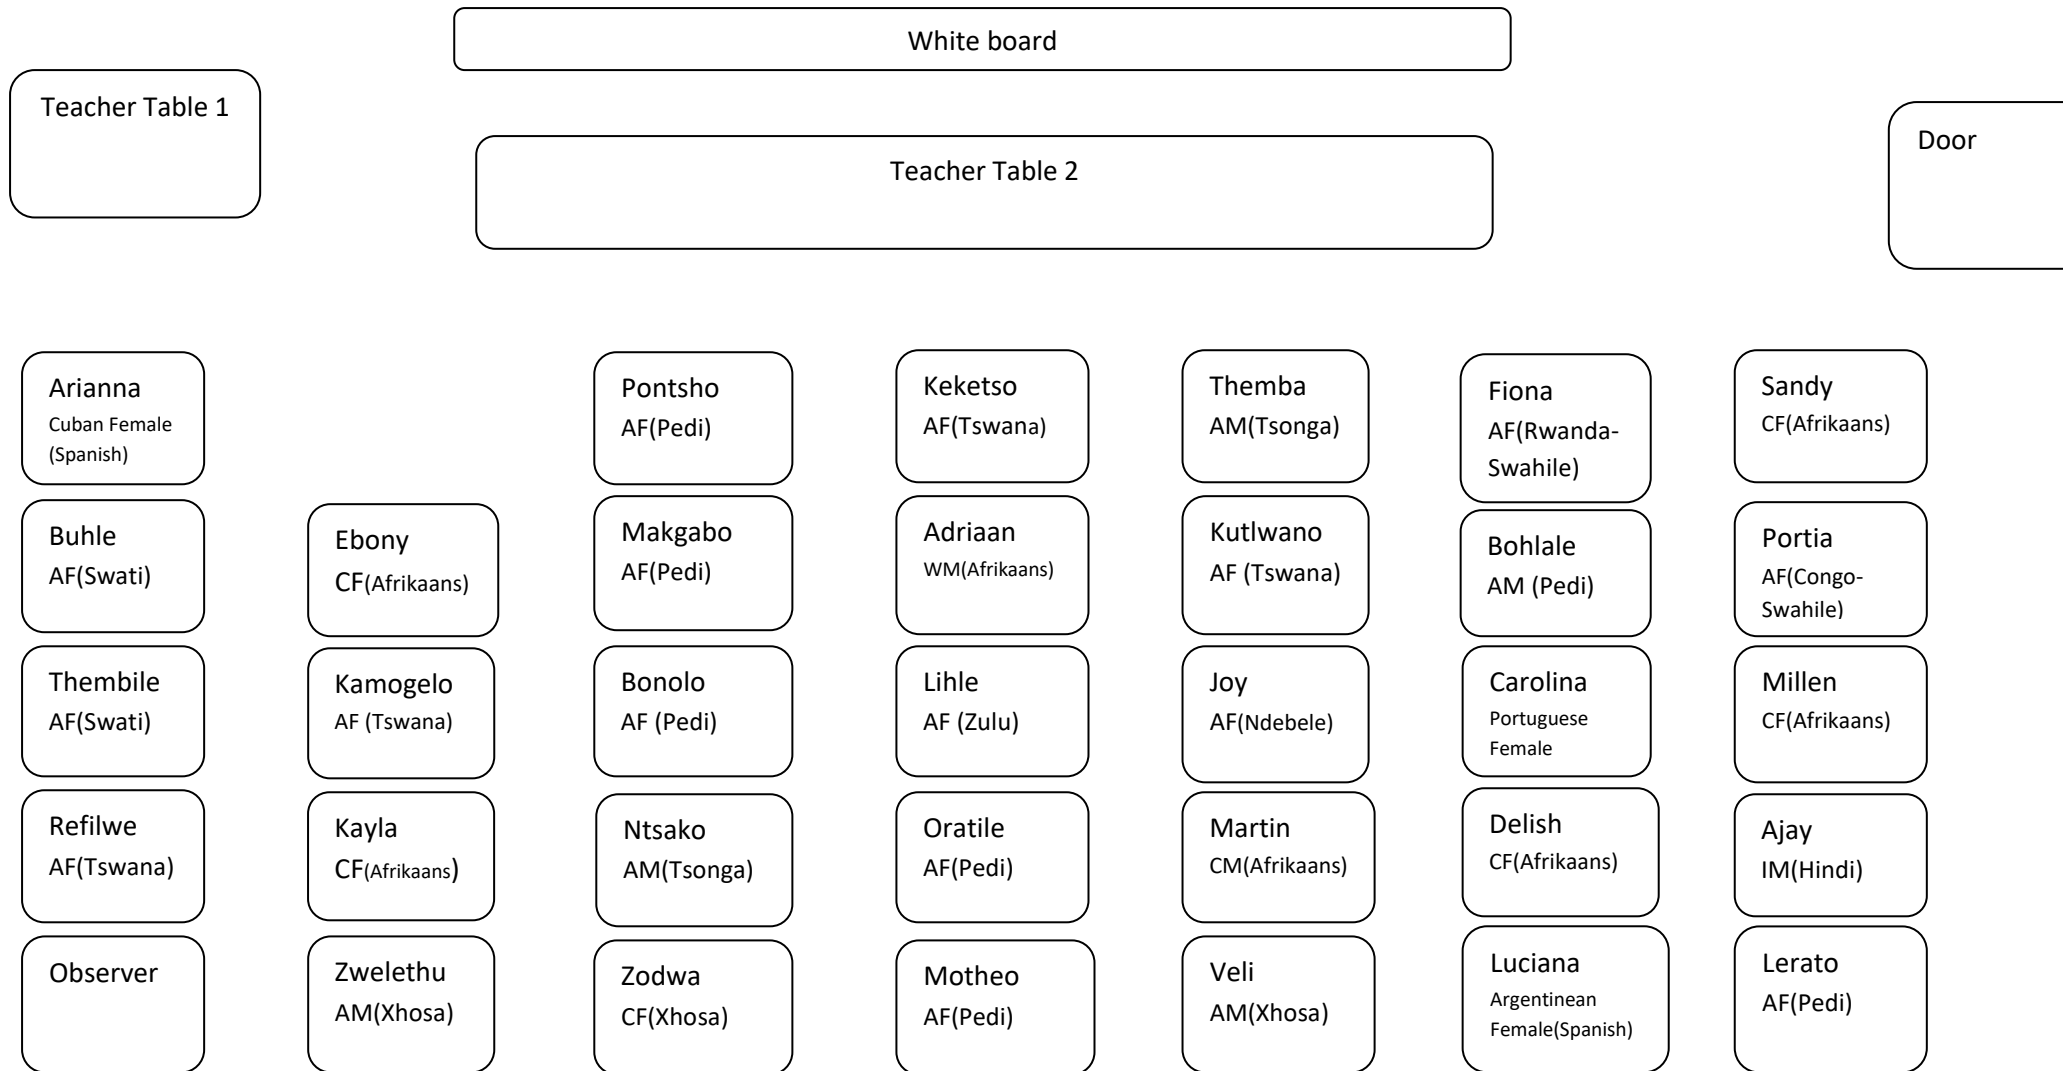 White board
Teacher Table 1
Teacher Table 2
Door
Arianna
Cuban Female
(Spanish)
Pontsho
AF(Pedi)
Keketso
AF(Tswana)
Themba
AM(Tsonga)
Fiona
AF(Rwanda-
Swahile)
Sandy
CF(Afrikaans)
Buhle
AF(Swati)
Ebony
CF(Afrikaans)
Makgabo
AF(Pedi)
Adriaan
WM(Afrikaans)
Kutlwano
AF (Tswana)
Bohlale
AM (Pedi)
Portia
AF(Congo-
Swahile)
Thembile
AF(Swati)
Kamogelo
AF (Tswana)
Bonolo
AF (Pedi)
Lihle
AF (Zulu)
Joy
AF(Ndebele)
Carolina
Portuguese
Female
Millen
CF(Afrikaans)
Refilwe
AF(Tswana)
Kayla
CF(Afrikaans)
Ntsako
AM(Tsonga)
Oratile
AF(Pedi)
Martin
CM(Afrikaans)
Delish
CF(Afrikaans)
Ajay
IM(Hindi)
Observer
Zwelethu
AM(Xhosa)
Zodwa
CF(Xhosa)
Motheo
AF(Pedi)
Veli
AM(Xhosa)
Luciana
Argentinean
Female(Spanish)
Lerato
AF(Pedi)